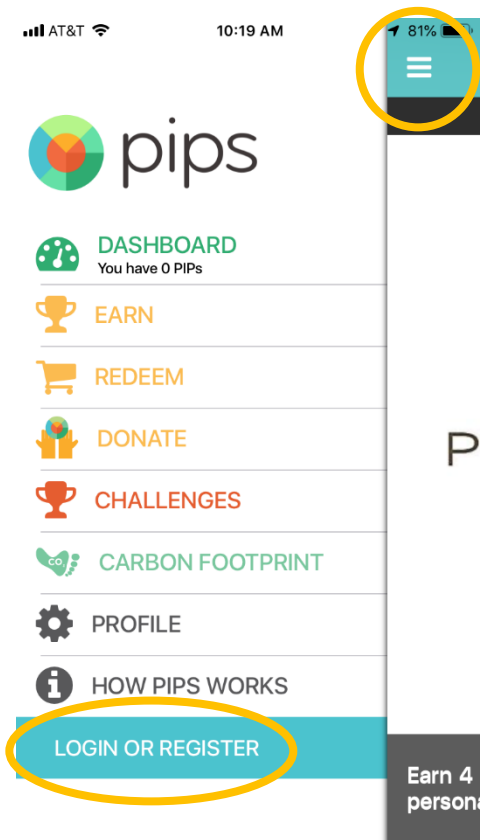 AT&T 10:19 AM 81%
pips
DASHBOARD
You have 0 PIPs
EARN
REDEEM
DONATE
P
CHALLENGES
CO₂ CARBON FOOTPRINT
PROFILE
HOW PIPS WORKS
LOGIN OR REGISTER
Earn 4
persona